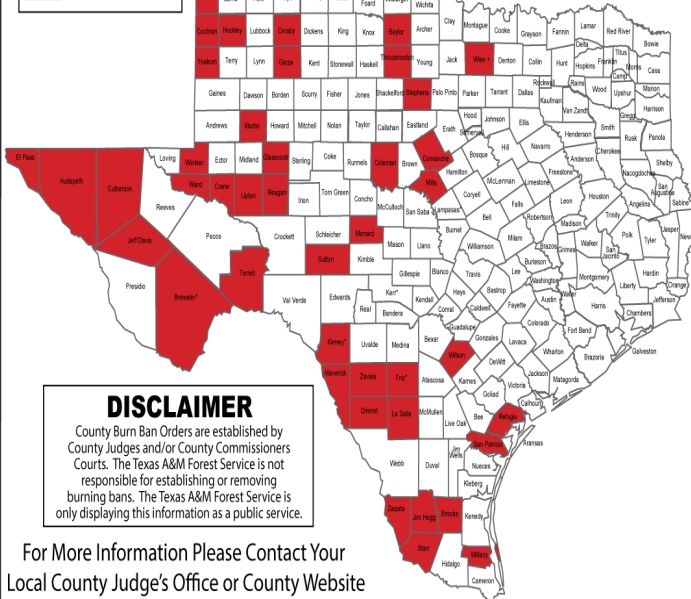 Foard Wichita
Clay Montague Cooke Grayson Fannin Lamar Red River Bowie
Cochran Hockley Lubbock Crosby Dickens King Knox Baylor Archer
Delta Titus Franklin Morris Hopkins Camp Cass
Yoakum Terry Lynn Garza Kent Stonewall Haskell Throckmorton Young Jack Wise + Denton Collin Hunt
Rockwall Rains Wood Upshur Marion
Gaines Dawson Borden Scurry Fisher Jones Shackelford Stephens Palo Pinto Parker Tarrant Dallas Kaufman Van Zandt Harrison
Gregg Smith
Andrews Martin Howard Mitchell Nolan Taylor Callahan Eastland Erath Hood Somervell Johnson Ellis Henderson Rusk Panola
El Paso Hudspeth Culberson Loving Winkler Ector Midland Glasscock Sterling Coke Runnels Coleman Brown Comanche Bosque Hill Navarro Freestone Anderson Cherokee Nacogdoches Shelby
Ward Crane Upton Reagan Irion Tom Green Concho McCulloch Mills Hamilton Coryell McLennan Limestone Leon Houston Angelina San Augustine Sabine
Reeves San Saba Lampasas Bell Falls Robertson Madison Trinity
Jeff Davis Pecos Crockett Schleicher Menard Mason Llano Burnet Williamson Milam Brazos Grimes Walker San Jacinto Polk Tyler Jasper New
Terrell Sutton Kimble Gillespie Blanco Travis Lee Burleson Washington Montgomery Liberty Hardin Orange
Presidio Brewster* Val Verde Edwards Kerr* Kendall Hays Bastrop Fayette Austin Waller Harris Jefferson
Real Bandera Comal Caldwell Colorado Fort Bend Chambers
Kinney* Uvalde Medina Bexar Guadalupe Gonzales Lavaca Wharton Brazoria Galveston
Wilson DeWitt
Maverick Zavala Frio* Atascosa Karnes Victoria Jackson Matagorda
Goliad Calhoun
Dimmit La Salle McMullen Live Oak Bee Refugio
San Patricio Aransas
Webb Duval Jim Wells Nueces
Kleberg
Zapata Jim Hogg Brooks Kenedy
Starr Hidalgo Willacy
Cameron
DISCLAIMER
County Burn Ban Orders are established by
County Judges and/or County Commissioners
Courts. The Texas A&M Forest Service is not
responsible for establishing or removing
burning bans. The Texas A&M Forest Service is
only displaying this information as a public service.
For More Information Please Contact Your
Local County Judge's Office or County Website